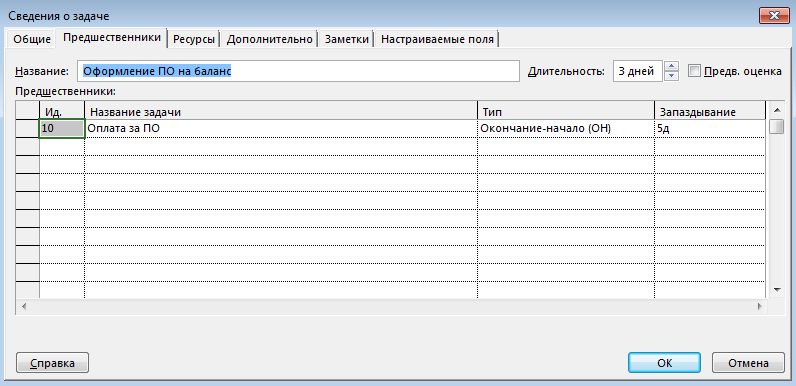 Сведения о задаче
Общие Предшественники Ресурсы Дополнительно Заметки Настраиваемые поля
Название: Оформление ПО на баланс Длительность: 3 дней Предв. оценка
Предшественники:
Ид. Название задачи Тип Запаздывание
10 Оплата за ПО Окончание-начало (ОН) 5д
Справка ОК Отмена